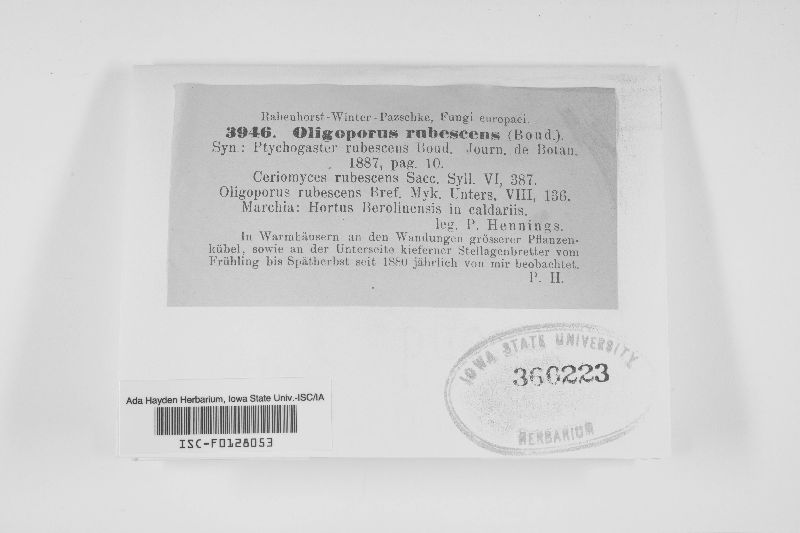 Rabenhorst-Winter-Pazschke, Fungi europaei.
3946. Oligoporus rubescens (Boud.).
Syn.: Ptychogaster rubescens Boud. Journ. de Botan.
1887, pag. 10.
Ceriomyces rubescens Sacc. Syll. VI, 387.
Oligoporus rubescens Bref. Myk. Unters. VIII, 136.
Marchia: Hortus Berolinensis in caldariis.
leg. P. Hennings.
In Warmhäusern an den Wandungen grösserer Pflanzen-
kübel, sowie an der Unterseite kieferner Stellagenbretter vom
Frühling bis Spätherbst seit 1880 jährlich von mir beobachtet.
P. H.
IOWA STATE UNIVERSITY
360223
HERBARIUM
Ada Hayden Herbarium, Iowa State Univ.-ISC/IA
ISC-F0128053